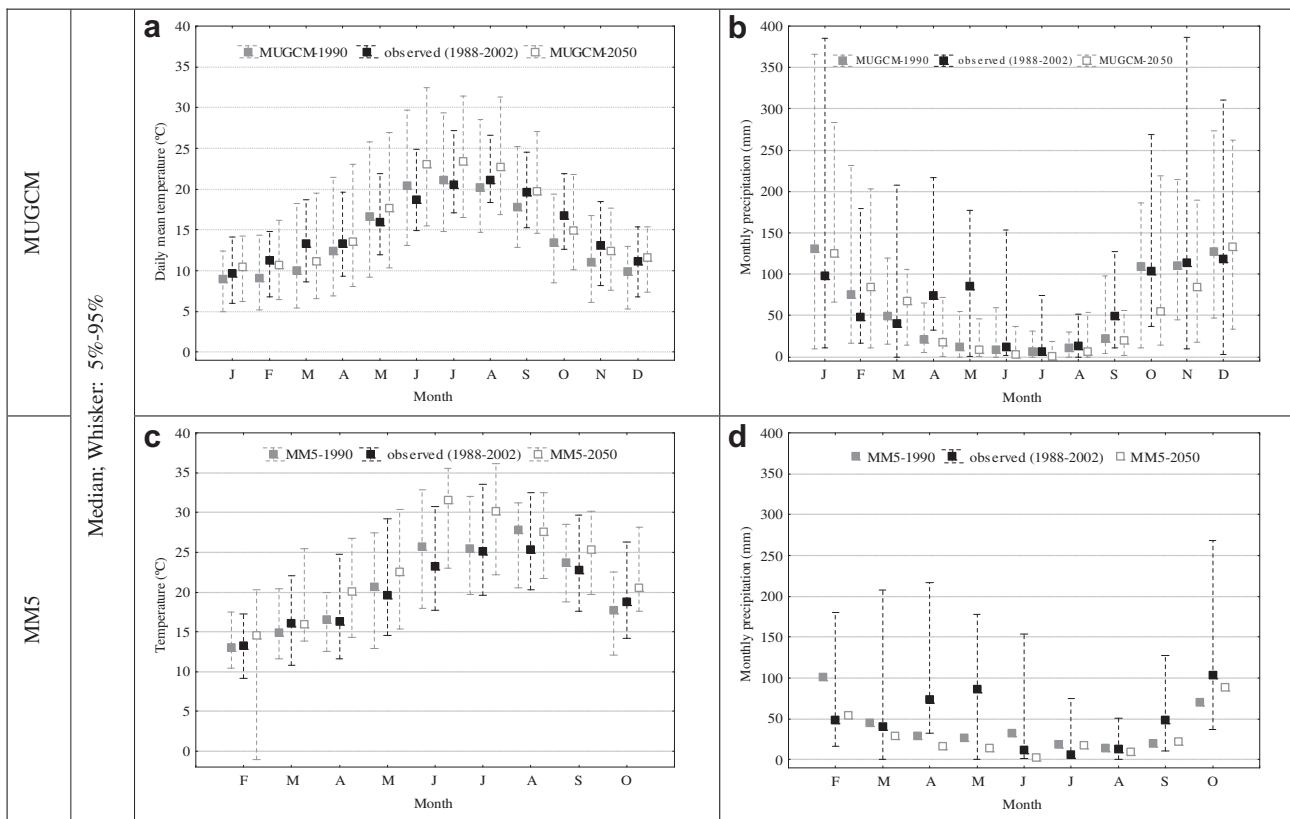 MUGCM
Median; Whisker: 5%-95%
a
40
35
30
25
20
15
10
5
0
Daily mean temperature (ºC)
MUGCM-1990 observed (1988-2002) MUGCM-2050
J F M A M J J A S O N D
Month
b
400
350
300
250
200
150
100
50
0
Monthly precipitation (mm)
MUGCM-1990 observed (1988-2002) MUGCM-2050
J F M A M J J A S O N D
Month
MM5
c
40
35
30
25
20
15
10
5
0
Temperature (ºC)
MM5-1990 observed (1988-2002) MM5-2050
F M A M J J A S O
Month
d
400
350
300
250
200
150
100
50
0
Monthly precipitation (mm)
MM5-1990 observed (1988-2002) MM5-2050
F M A M J J A S O
Month